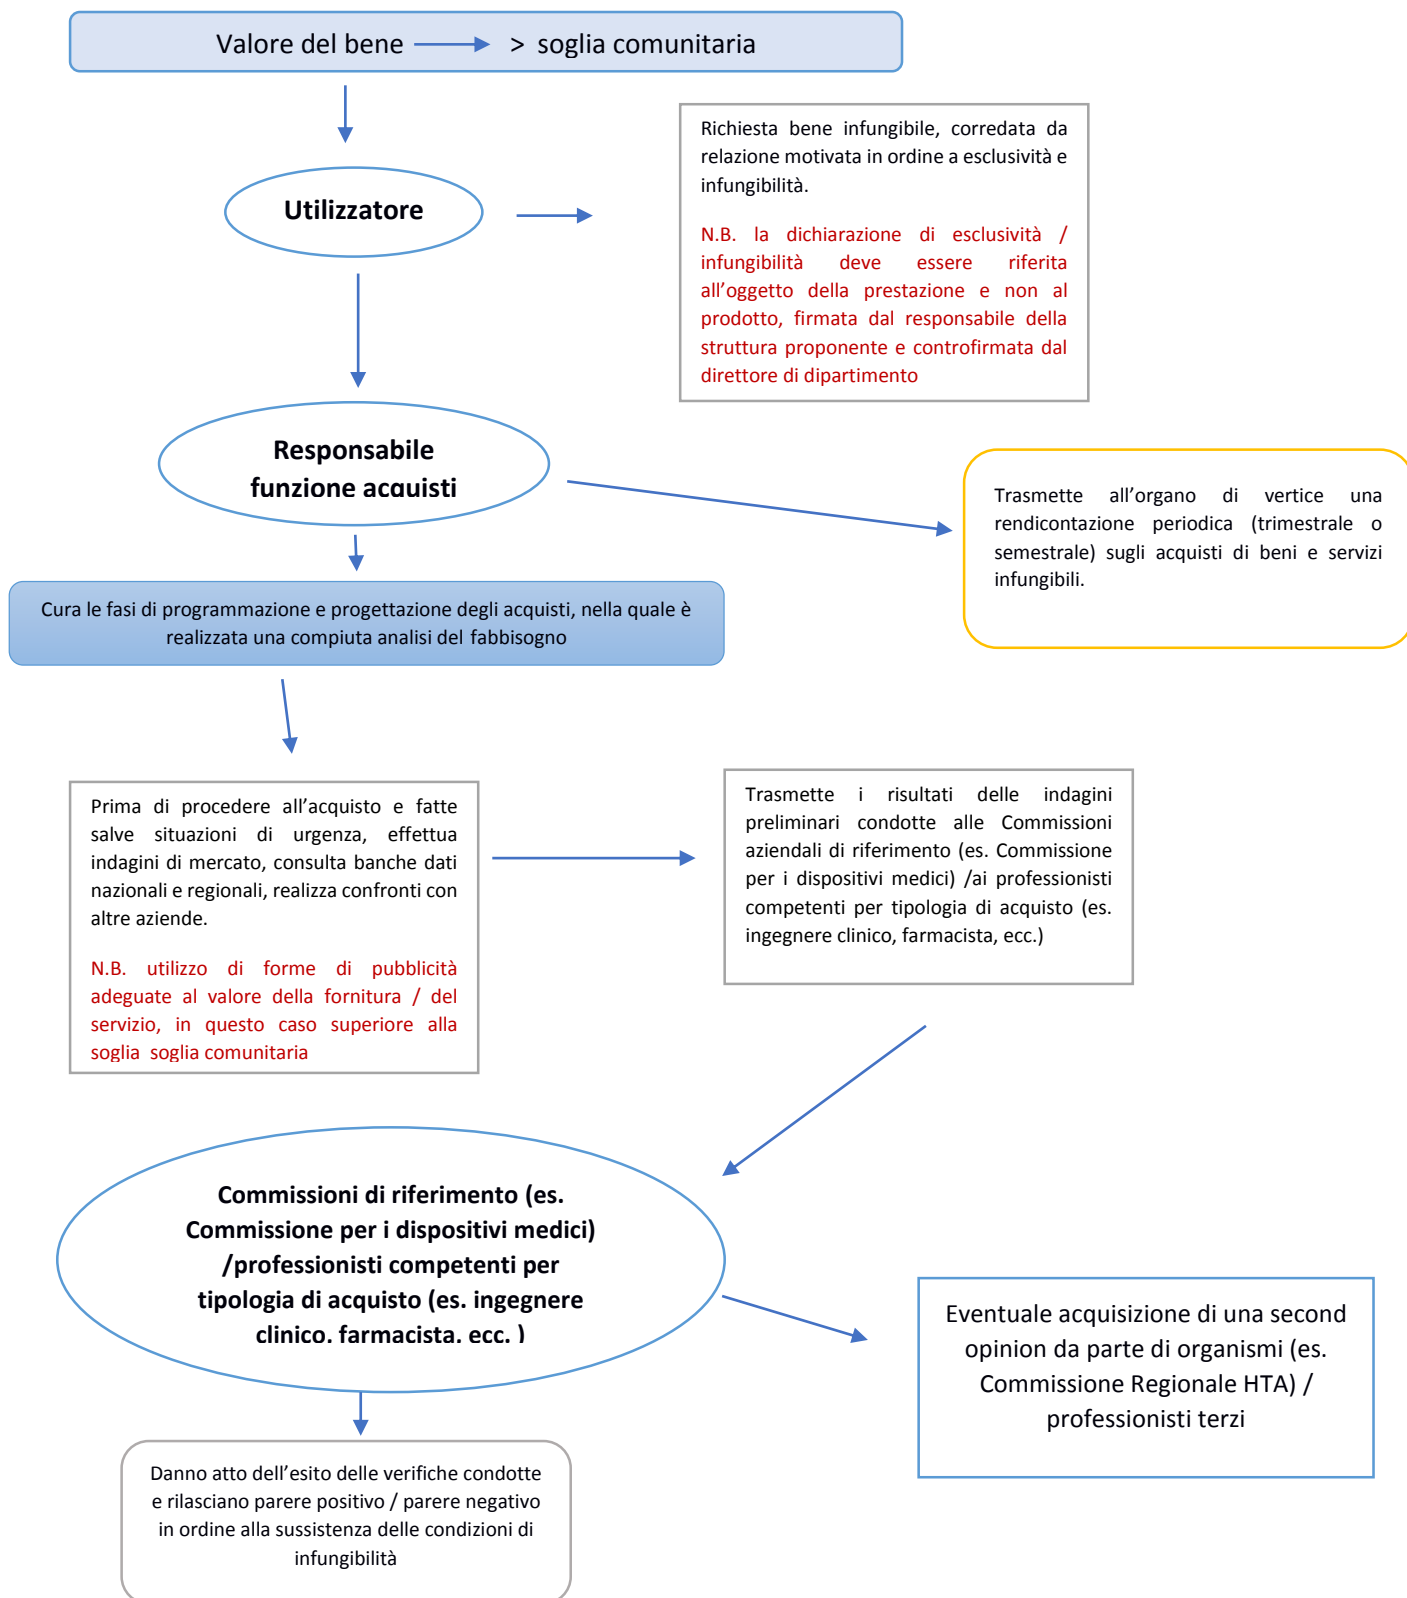 Valore del bene > soglia comunitaria
Utilizzatore
Richiesta bene infungibile, corredata da
relazione motivata in ordine a esclusività e
infungibilità.
N.B. la dichiarazione di esclusività /
infungibilità deve essere riferita
all’oggetto della prestazione e non al
prodotto, firmata dal responsabile della
struttura proponente e controfirmata dal
direttore di dipartimento
Responsabile
funzione acquisti
Trasmette all’organo di vertice una
rendicontazione periodica (trimestrale o
semestrale) sugli acquisti di beni e servizi
infungibili.
Cura le fasi di programmazione e progettazione degli acquisti, nella quale è
realizzata una compiuta analisi del fabbisogno
Prima di procedere all’acquisto e fatte
salve situazioni di urgenza, effettua
indagini di mercato, consulta banche dati
nazionali e regionali, realizza confronti con
altre aziende.
N.B. utilizzo di forme di pubblicità
adeguate al valore della fornitura / del
servizio, in questo caso superiore alla
soglia soglia comunitaria
Trasmette i risultati delle indagini
preliminari condotte alle Commissioni
aziendali di riferimento (es. Commissione
per i dispositivi medici) /ai professionisti
competenti per tipologia di acquisto (es.
ingegnere clinico, farmacista, ecc.)
Commissioni di riferimento (es.
Commissione per i dispositivi medici)
/professionisti competenti per
tipologia di acquisto (es. ingegnere
clinico, farmacista, ecc. )
Eventuale acquisizione di una second
opinion da parte di organismi (es.
Commissione Regionale HTA) /
professionisti terzi
Danno atto dell’esito delle verifiche condotte
e rilasciano parere positivo / parere negativo
in ordine alla sussistenza delle condizioni di
infungibilità